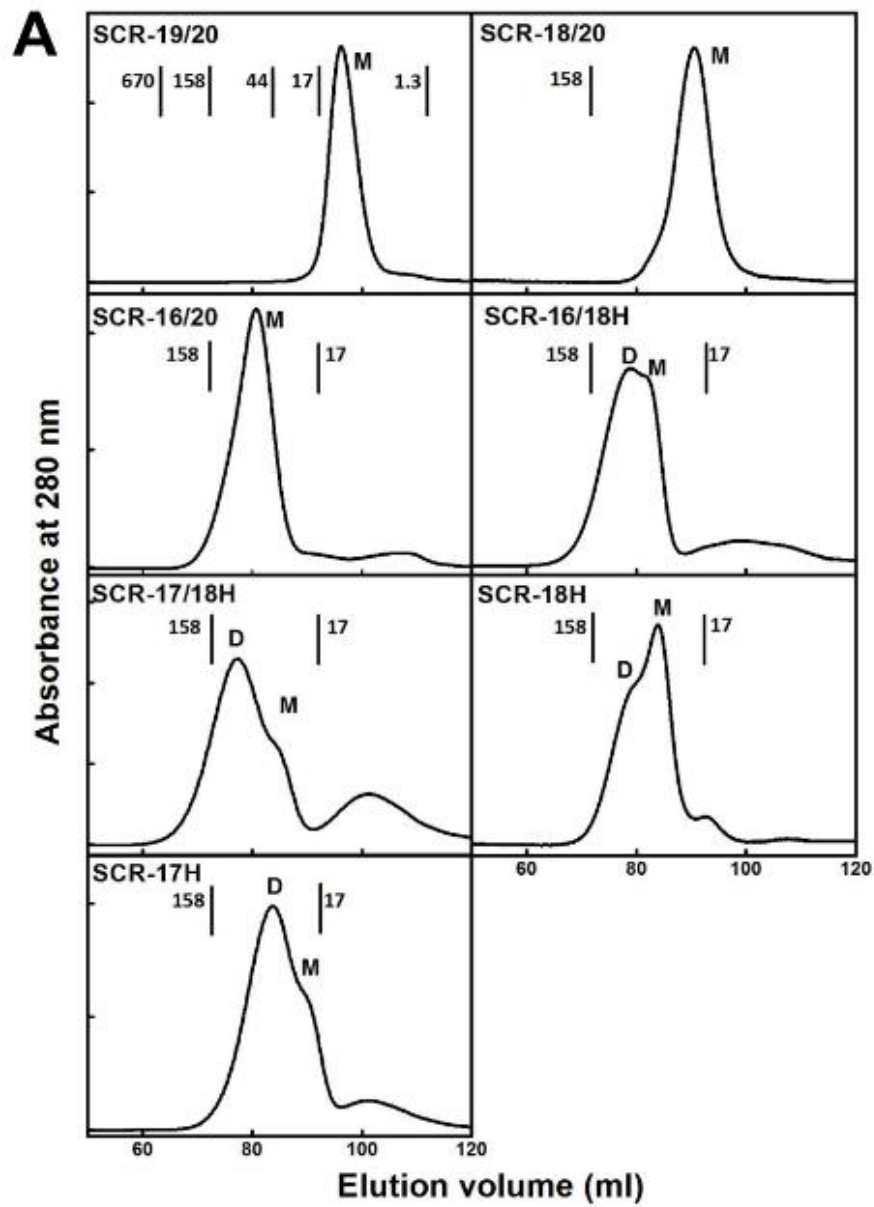 A
SCR-19/20
670 158 44 17 1.3
M
SCR-18/20
158
M
SCR-16/20
158 17
M
SCR-16/18H
158 17
D M
SCR-17/18H
158 17
D
M
SCR-18H
158 17
M
D
60 80 100 120
SCR-17H
158 17
D
M
60 80 100 120
Absorbance at 280 nm
Elution volume (ml)